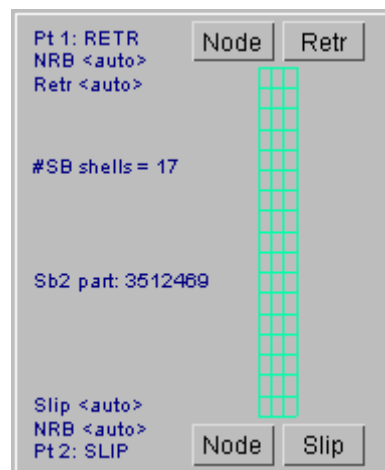 Pt 1: RETR
Node
Retr
NRB <auto>
Retr <auto>
#SB shells = 17
Sb2 part: 3512469
Slip <auto>
NRB <auto>
Node
Slip
Pt 2: SLIP